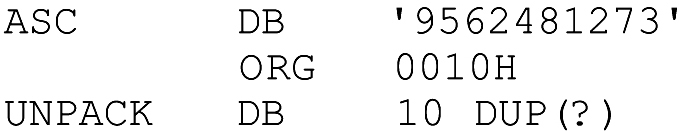 ASC DB '9562481273'
ORG 0010H
UNPACK DB 10 DUP(?)